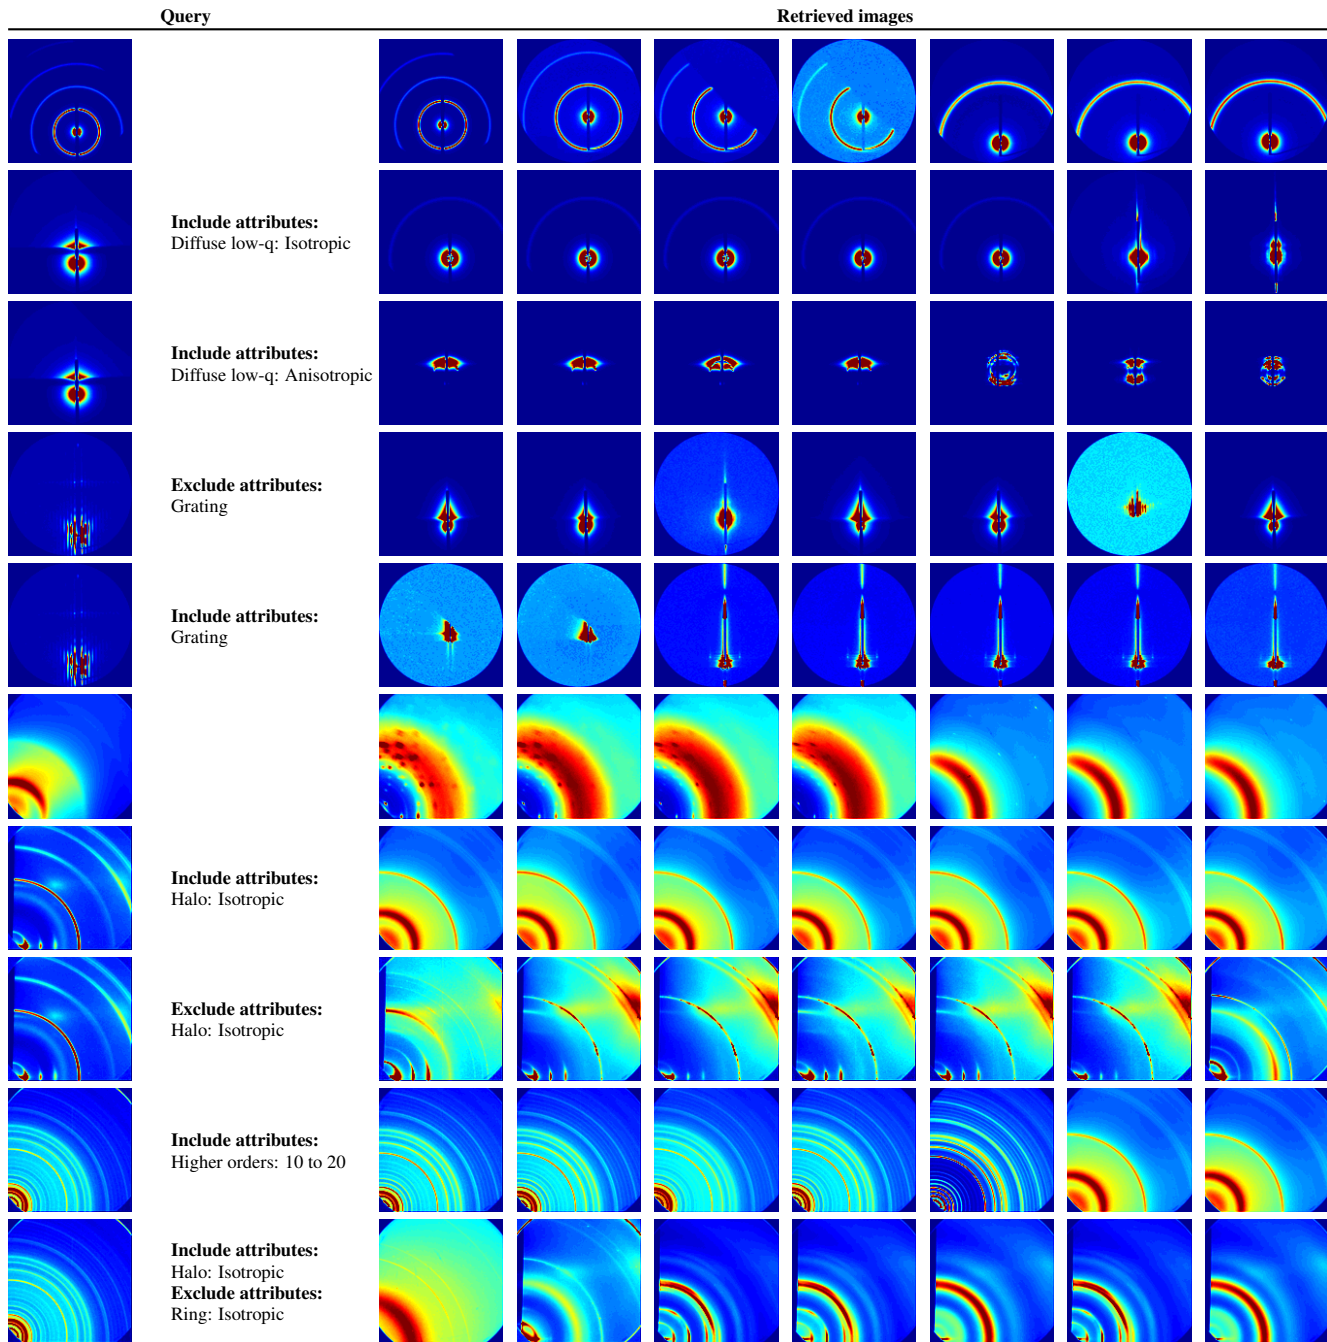 Query Retrieved images
Include attributes:
Diffuse low-q: Isotropic
Include attributes:
Diffuse low-q: Anisotropic
Exclude attributes:
Grating
Include attributes:
Grating
Include attributes:
Halo: Isotropic
Exclude attributes:
Halo: Isotropic
Include attributes:
Higher orders: 10 to 20
Include attributes:
Halo: Isotropic
Exclude attributes:
Ring: Isotropic